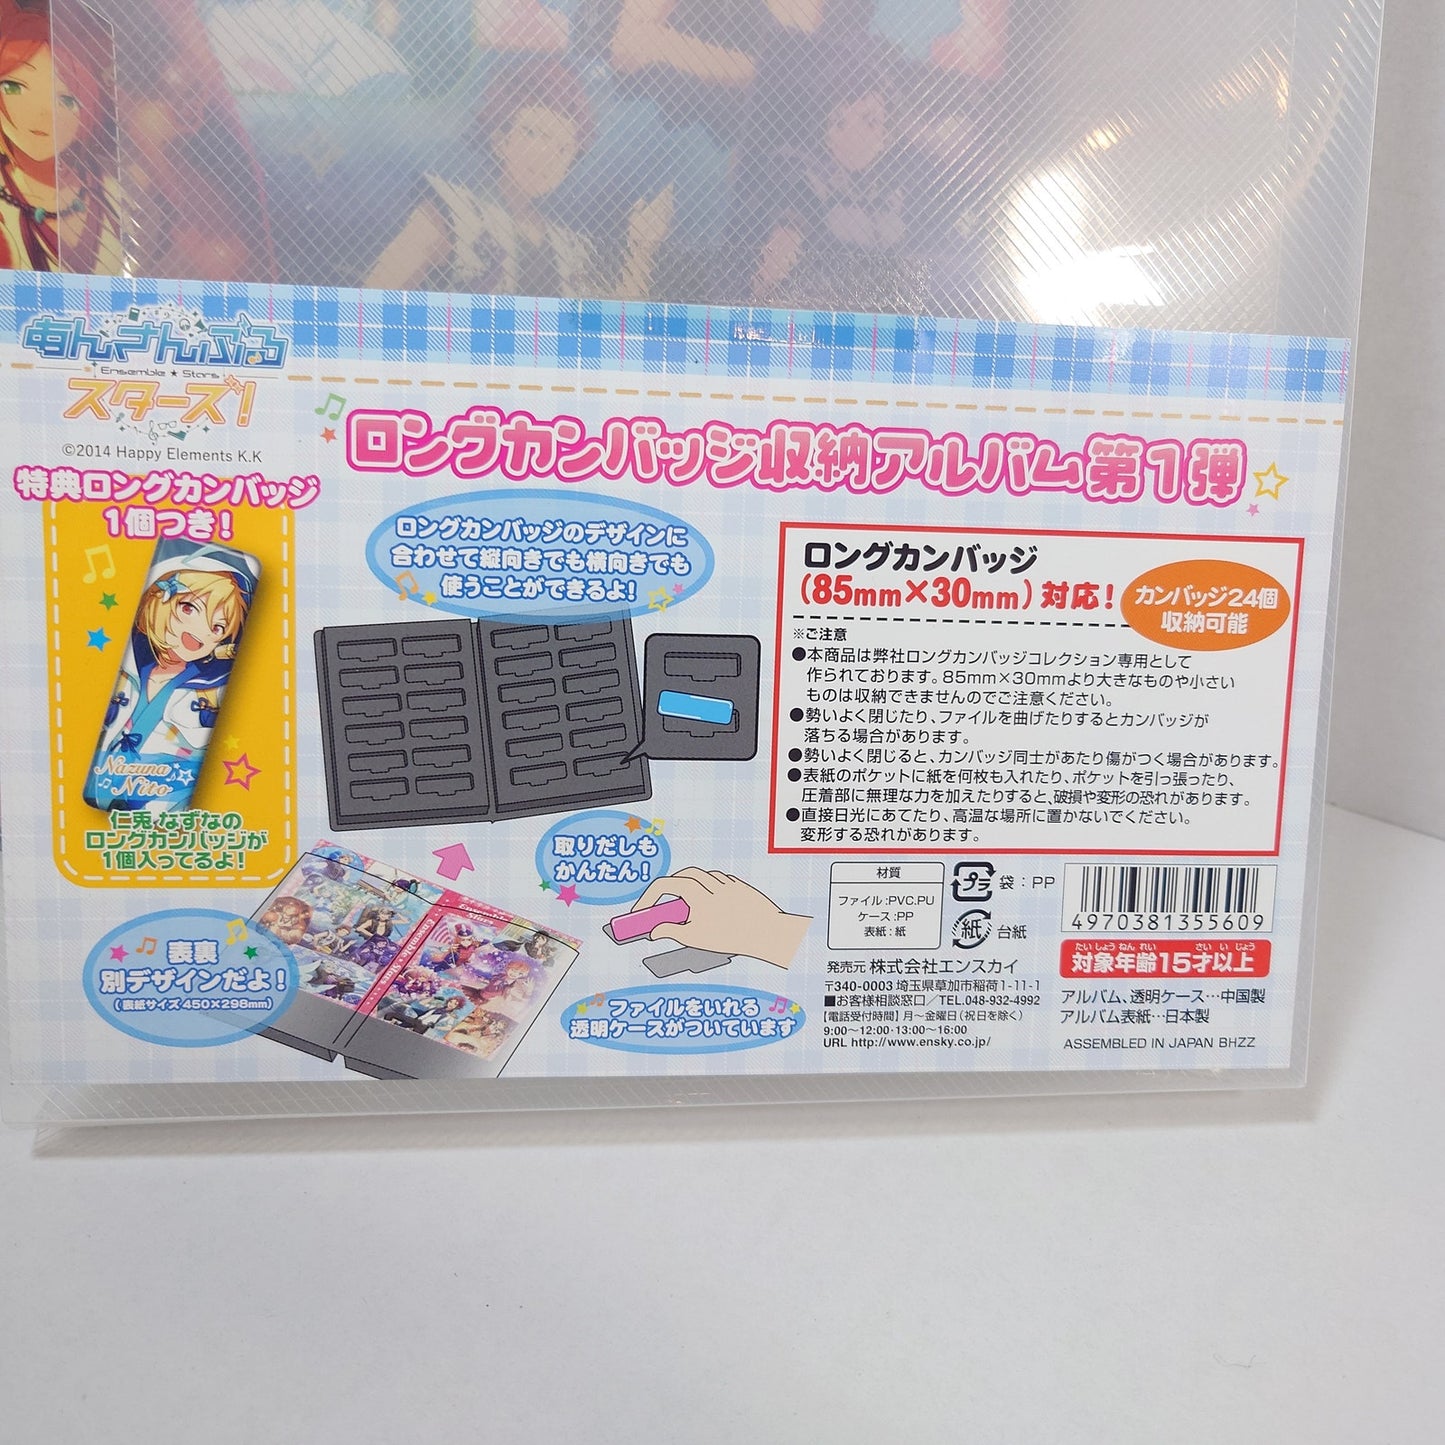 あんさんぶる
Ensemble ★ Stars
スターズ！
©2014 Happy Elements K.K
特典ロングカンバッジ
1個つき！
Nazuna
Nito
仁兎 なずなの
ロングカンバッジが
1個入ってるよ！
ロングカンバッジ収納アルバム第1弾
ロングカンバッジのデザインに
合わせて縦向きでも横向きでも
使うことができるよ！
ロングカンバッジ
(85mm×30mm)対応！
カンバッジ24個
収納可能
※ご注意
●本商品は弊社ロングカンバッジコレクション専用として
作られております。85mm×30mmより大きなものや小さい
ものは収納できませんのでご注意ください。
●勢いよく閉じたり、ファイルを曲げたりするとカンバッジが
落ちる場合があります。
●勢いよく閉じると、カンバッジ同士があたり傷がつく場合があります。
●表紙のポケットに紙を何枚も入れたり、ポケットを引っ張ったり、
圧着部に無理な力を加えたりすると、破損や変形の恐れがあります。
●直接日光にあてたり、高温な場所に置かないでください。
変形する恐れがあります。
取りだしも
かんたん！
表裏
別デザインだよ！
(表紙サイズ 450×298mm)
Ensemble
Stars
ファイルをいれる
透明ケースがついています
材質
ファイル：PVC.PU
ケース：PP
表紙：紙
プラ 袋：PP
紙 台紙
4970381355609
たいしょうねんれい さいいじょう
対象年齢15才以上
発売元 株式会社エンスカイ
〒340-0003 埼玉県草加市稲荷1-11-1
■お客様相談窓口／TEL.048-932-4992
【電話受付時間】月～金曜日(祝日を除く)
9:00～12:00・13:00～16:00
URL http://www.ensky.co.jp/
アルバム、透明ケース…中国製
アルバム表紙…日本製
ASSEMBLED IN JAPAN BHZZ